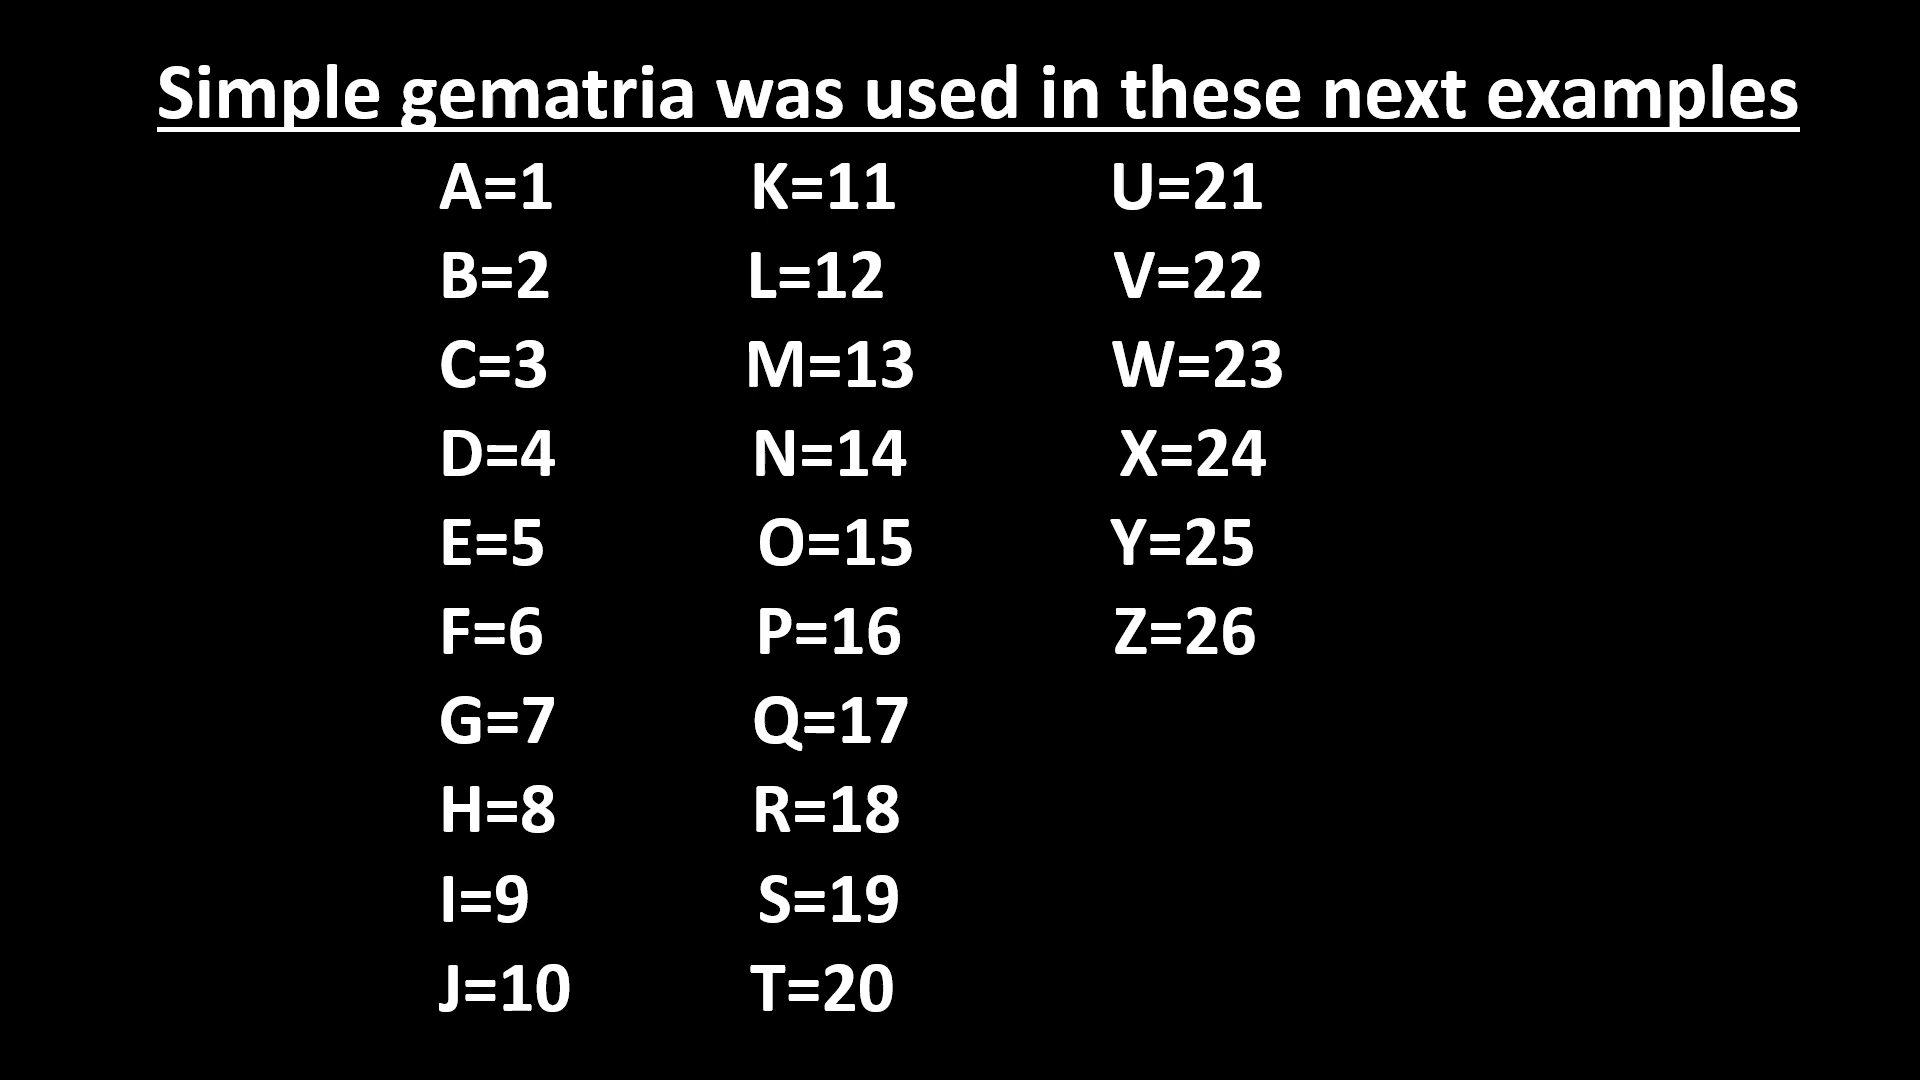 Simple gematria was used in these next examples
A=1 K=11 U=21
B=2 L=12 V=22
C=3 M=13 W=23
D=4 N=14 X=24
E=5 O=15 Y=25
F=6 P=16 Z=26
G=7 Q=17
H=8 R=18
I=9 S=19
J=10 T=20